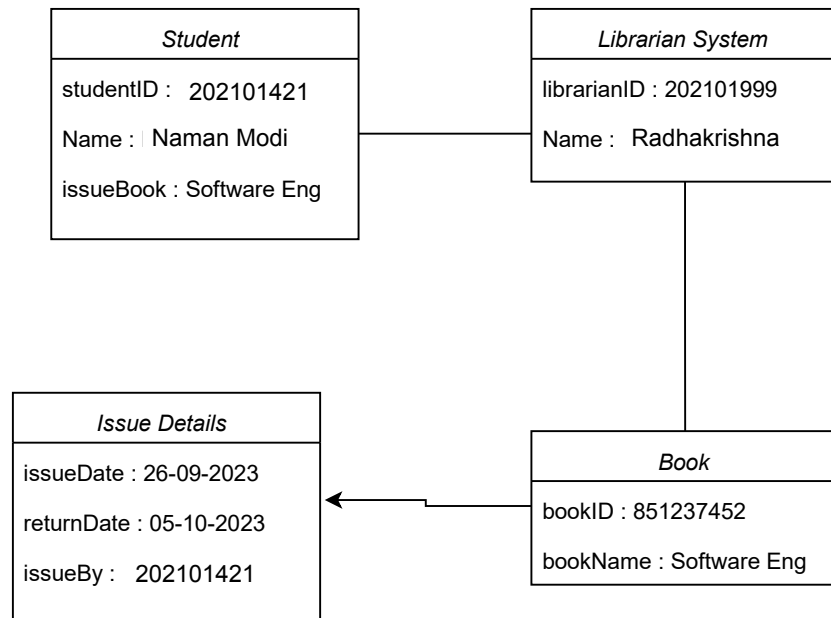 Student
studentID : 202101421
Name : Naman Modi
issueBook : Software Eng
Librarian System
librarianID : 202101999
Name : Radhakrishna
Issue Details
issueDate : 26-09-2023
returnDate : 05-10-2023
issueBy : 202101421
Book
bookID : 851237452
bookName : Software Eng